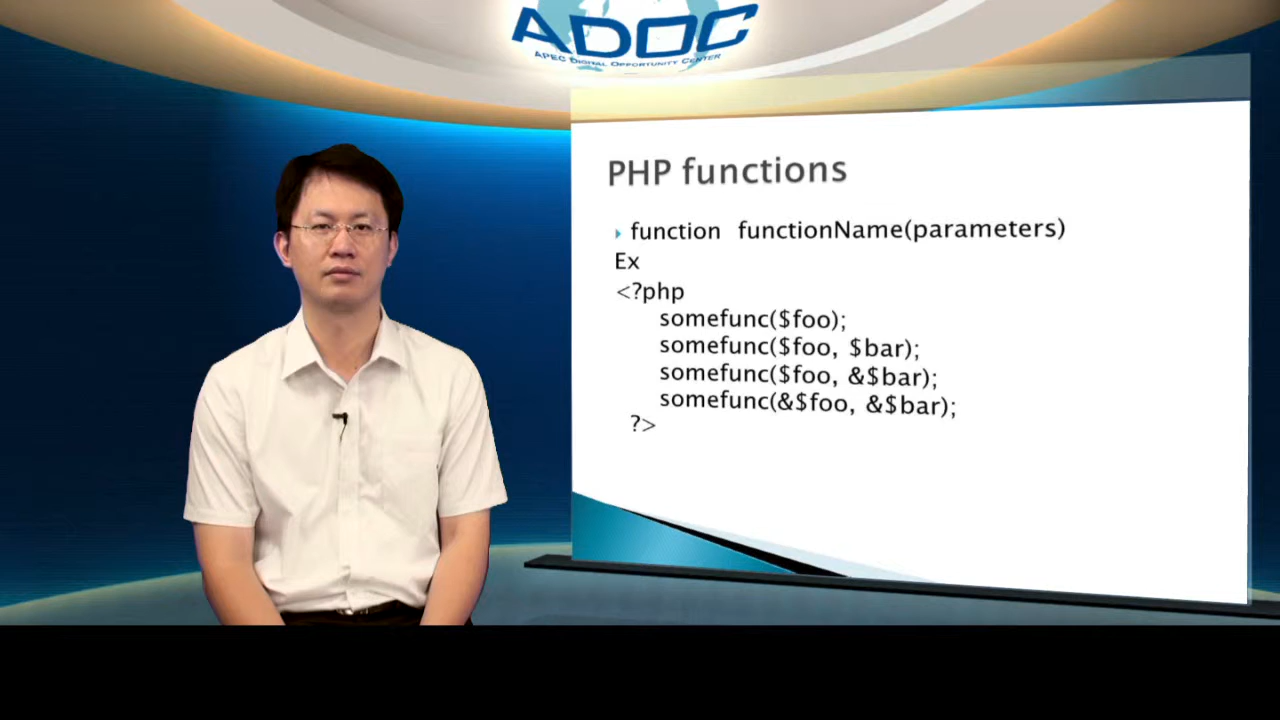 ADOC
APEC DIGITAL OPPORTUNITY CENTER
PHP functions
function functionName(parameters)
Ex
<?php
somefunc($foo);
somefunc($foo, $bar);
somefunc($foo, &$bar);
somefunc(&$foo, &$bar);
?>